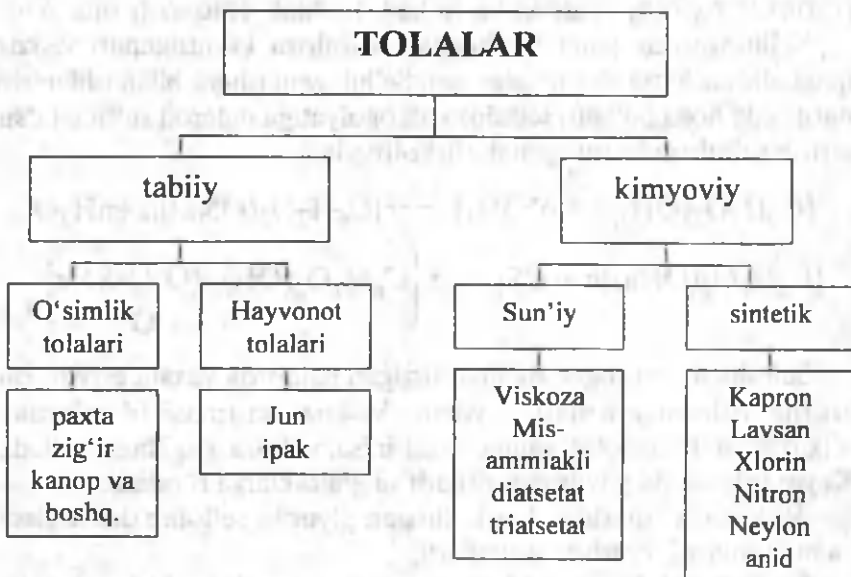 TOLALAR
tabiiy
kimyoviy
O‘simlik
tolalari
Hayvonot
tolalari
Sun’iy
sintetik
paxta
zig‘ir
kanop va
boshq.
Jun
ipak
Viskoza
Mis-
ammiakli
diatsetat
triatsetat
Kapron
Lavsan
Xlorin
Nitron
Neylon
anid